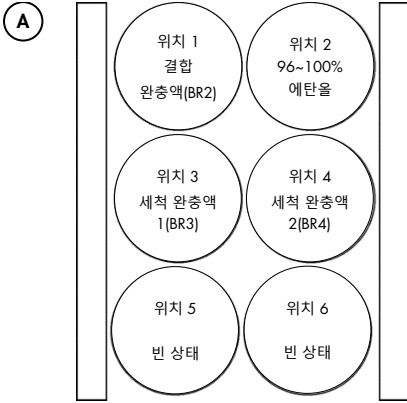 A
위치 1
결합
완충액(BR2)
위치 2
96~100%
에탄올
위치 3
세척 완충액
1(BR3)
위치 4
세척 완충액
2(BR4)
위치 5
빈 상태
위치 6
빈 상태